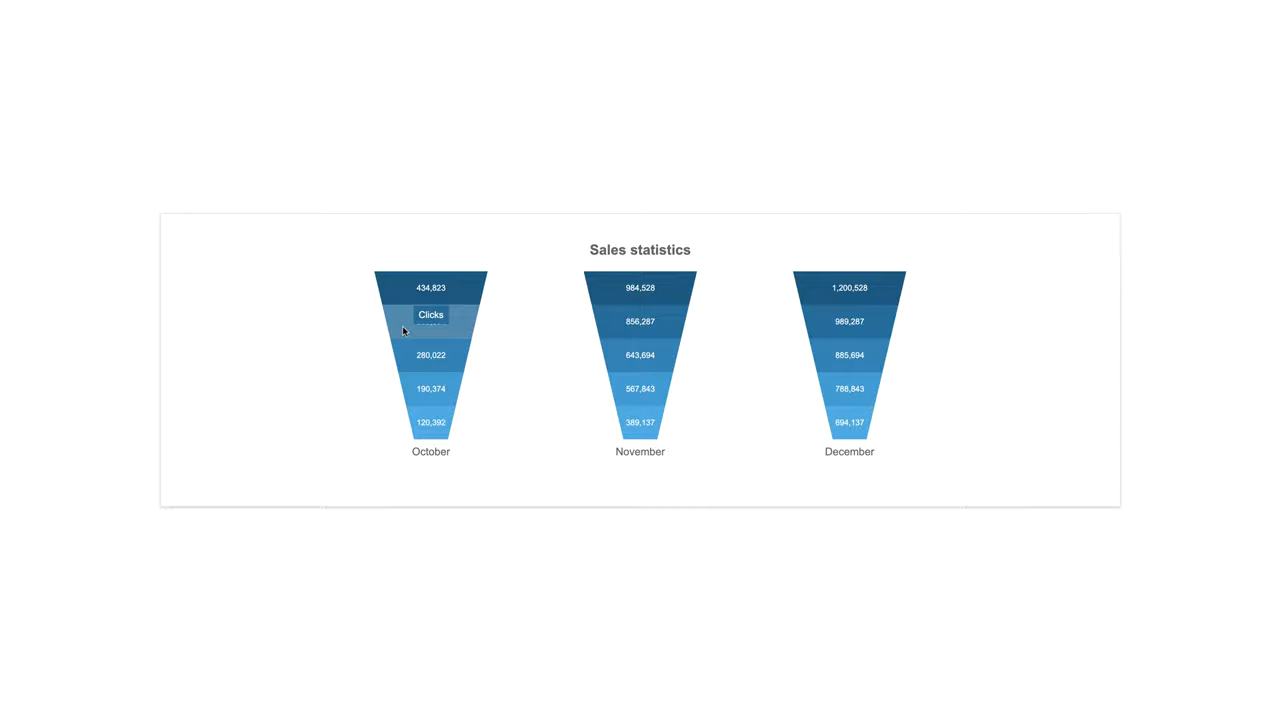 Sales statistics
434,823 984,528 1,200,528
Clicks
856,287 989,287
280,022 643,694 885,694
190,374 567,843 788,843
120,392 389,137 694,137
October November December